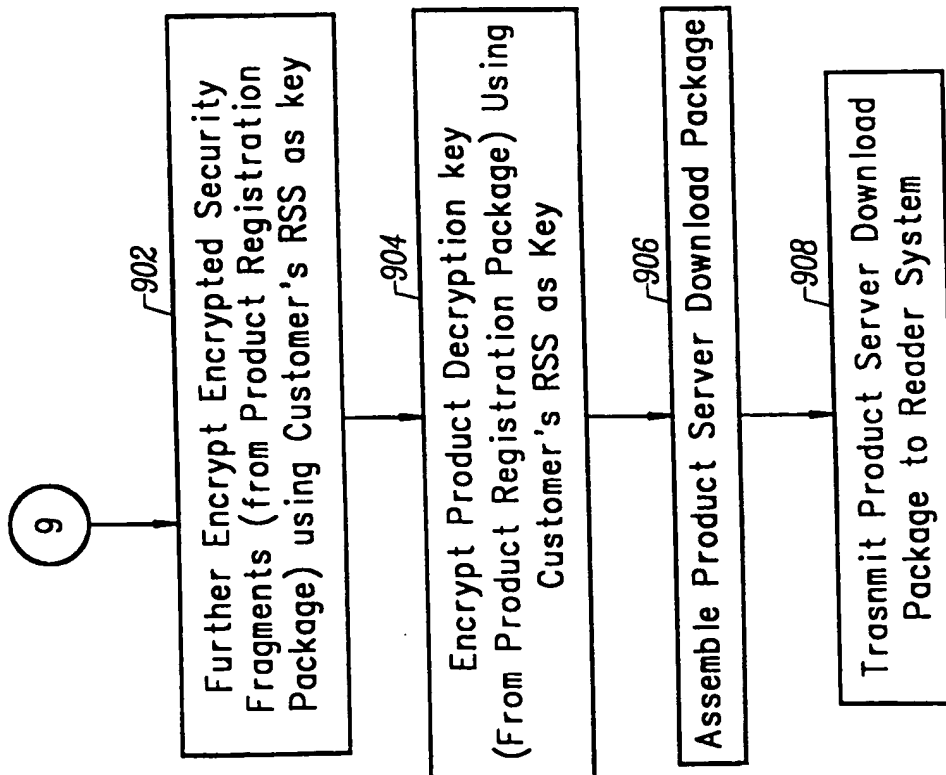 9
902
Further Encrypt Encrypted Security
Fragments (from Product Registration
Package) using Customer's RSS as key
904
Encrypt Product Decryption key
(From Product Registration Package) Using
Customer's RSS as Key
906
Assemble Product Server Download Package
908
Trasnmit Product Server Download
Package to Reader System